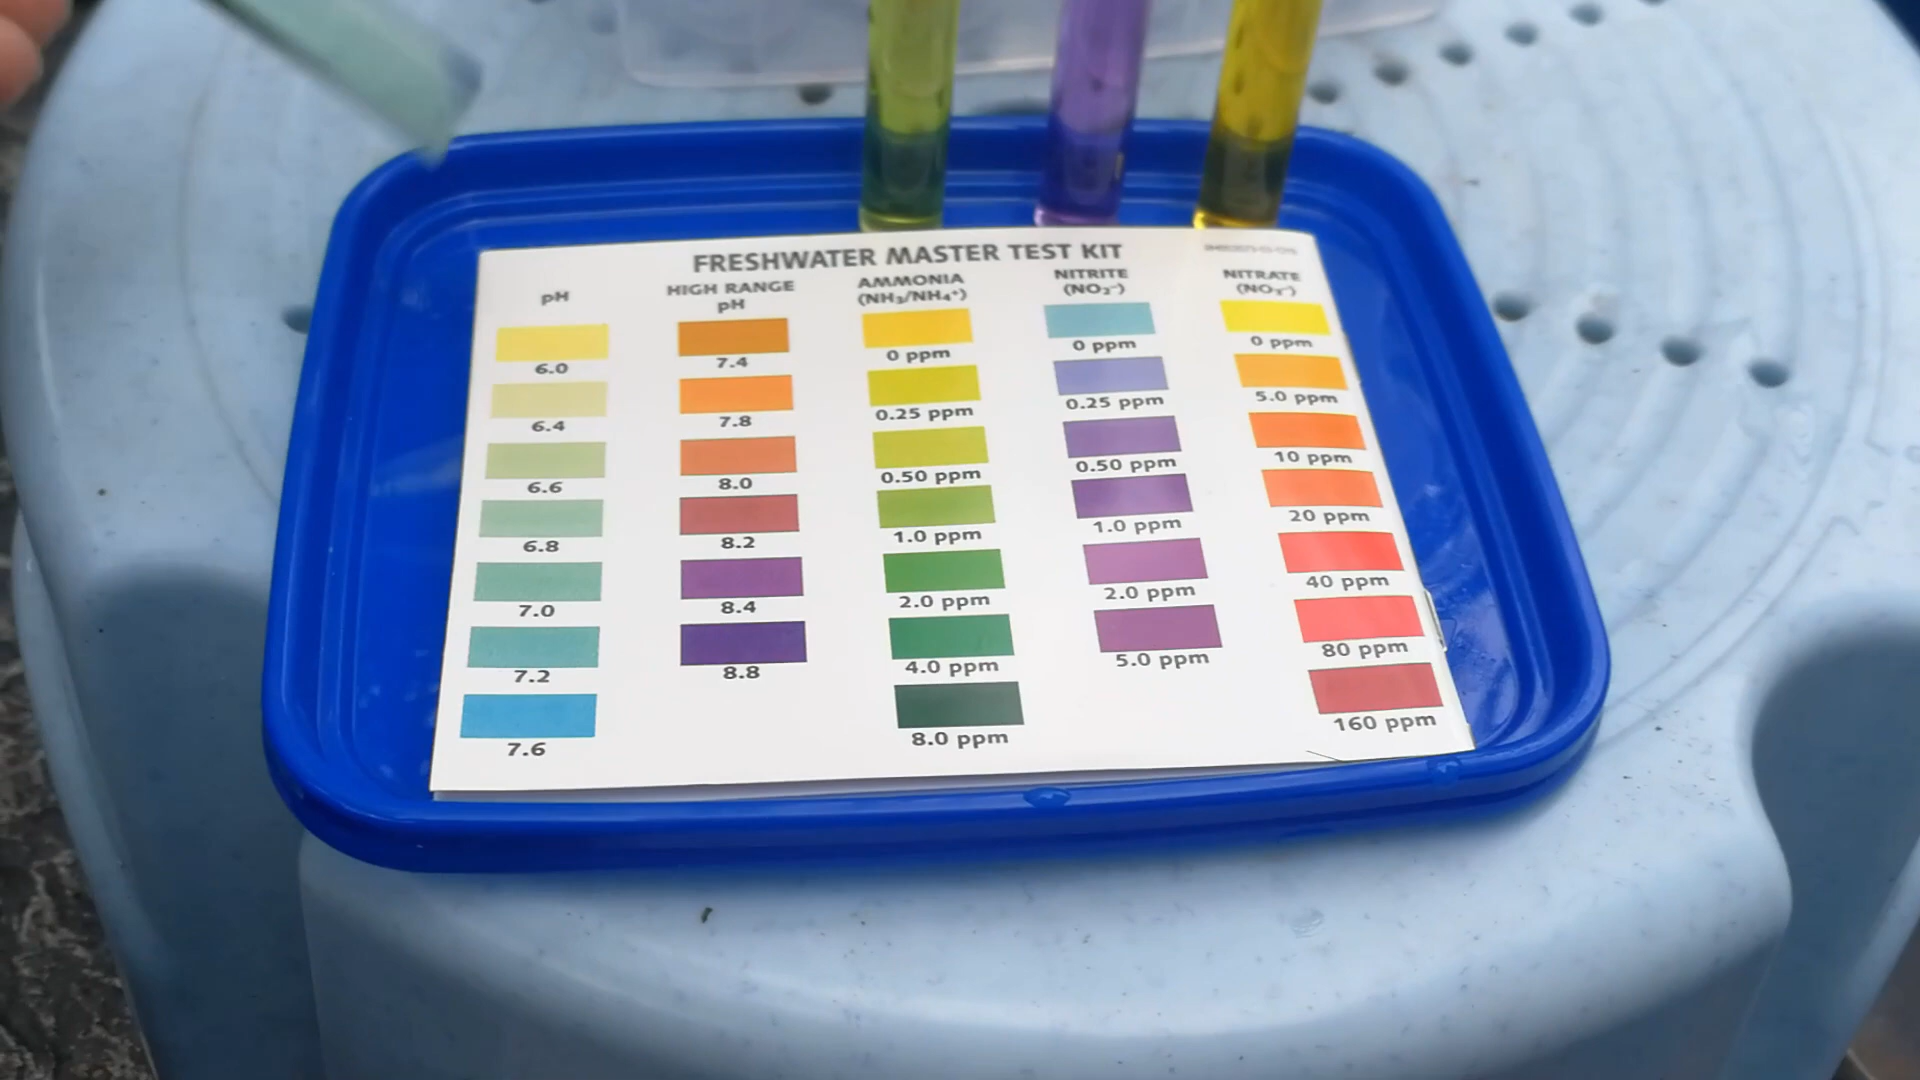 FRESHWATER MASTER TEST KIT
pH
6.0
6.4
6.6
6.8
7.0
7.2
7.6
HIGH RANGE
pH
7.4
7.8
8.0
8.2
8.4
8.8
AMMONIA
(NH₃/NH₄⁺)
0 ppm
0.25 ppm
0.50 ppm
1.0 ppm
2.0 ppm
4.0 ppm
8.0 ppm
NITRITE
(NO₂⁻)
0 ppm
0.25 ppm
0.50 ppm
1.0 ppm
2.0 ppm
5.0 ppm
NITRATE
(NO₃⁻)
0 ppm
5.0 ppm
10 ppm
20 ppm
40 ppm
80 ppm
160 ppm